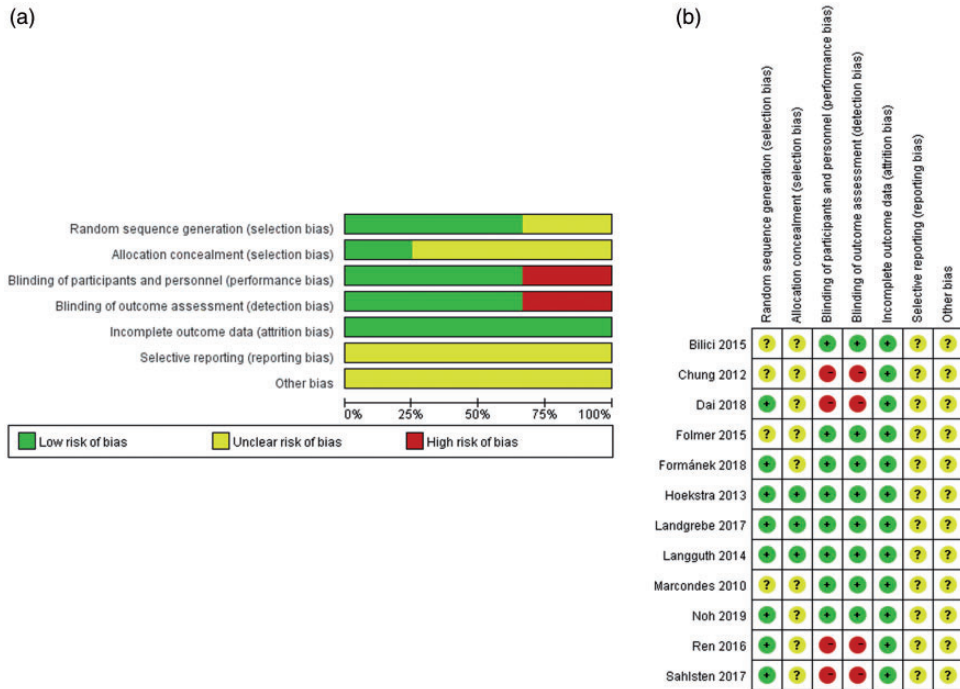 (a)
Random sequence generation (selection bias)
Allocation concealment (selection bias)
Blinding of participants and personnel (performance bias)
Blinding of outcome assessment (detection bias)
Incomplete outcome data (attrition bias)
Selective reporting (reporting bias)
Other bias
0% 25% 50% 75% 100%
Low risk of bias Unclear risk of bias High risk of bias
(b)
Random sequence generation (selection bias)
Allocation concealment (selection bias)
Blinding of participants and personnel (performance bias)
Blinding of outcome assessment (detection bias)
Incomplete outcome data (attrition bias)
Selective reporting (reporting bias)
Other bias
Bilici 2015 ? ? + + + ? ?
Chung 2012 ? ? - - + ? ?
Dai 2018 + ? - - + ? ?
Folmer 2015 ? ? + + + ? ?
Formánek 2018 + ? + + + ? ?
Hoekstra 2013 + + + + + ? ?
Landgrebe 2017 + + + + + ? ?
Langguth 2014 + + + + + ? ?
Marcondes 2010 ? ? + + + ? ?
Noh 2019 + ? + + + ? ?
Ren 2016 + ? - - + ? ?
Sahlsten 2017 + ? - - + ? ?